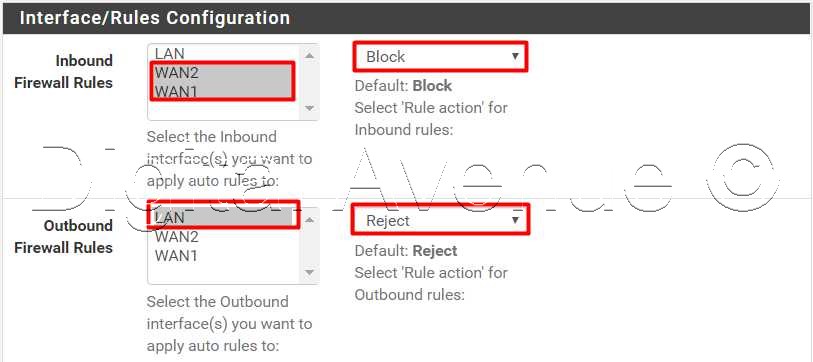 Interface/Rules Configuration
Inbound
Firewall Rules
LAN
WAN2
WAN1
Block
Default: Block
Select 'Rule action' for
Inbound rules:
Select the Inbound
interface(s) you want to
apply auto rules to:
Digital Avenue ©
Outbound
Firewall Rules
LAN
WAN2
WAN1
Reject
Default: Reject
Select 'Rule action' for
Outbound rules:
Select the Outbound
interface(s) you want to
apply auto rules to: